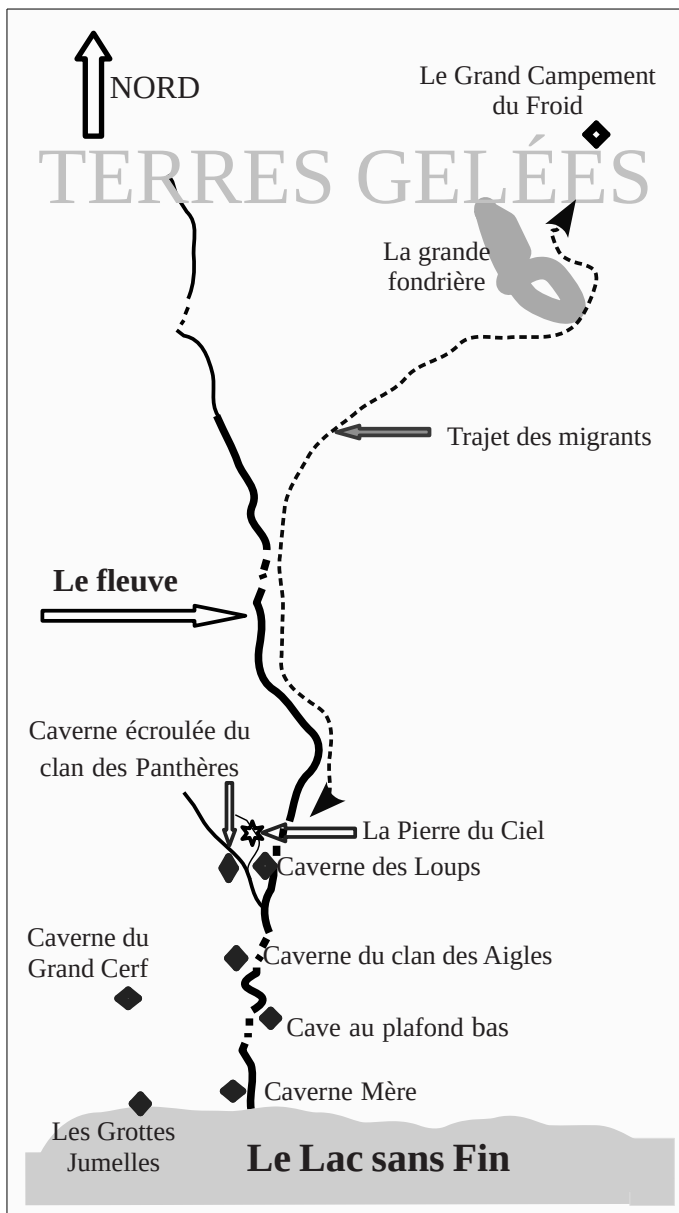 NORD
Le Grand Campement
du Froid
TERRES GELÉES
La grande
fondrière
Trajet des migrants
Le fleuve
Caverne écroulée du
clan des Panthères
La Pierre du Ciel
Caverne des Loups
Caverne du
Grand Cerf
Caverne du clan des Aigles
Cave au plafond bas
Caverne Mère
Les Grottes
Jumelles
Le Lac sans Fin